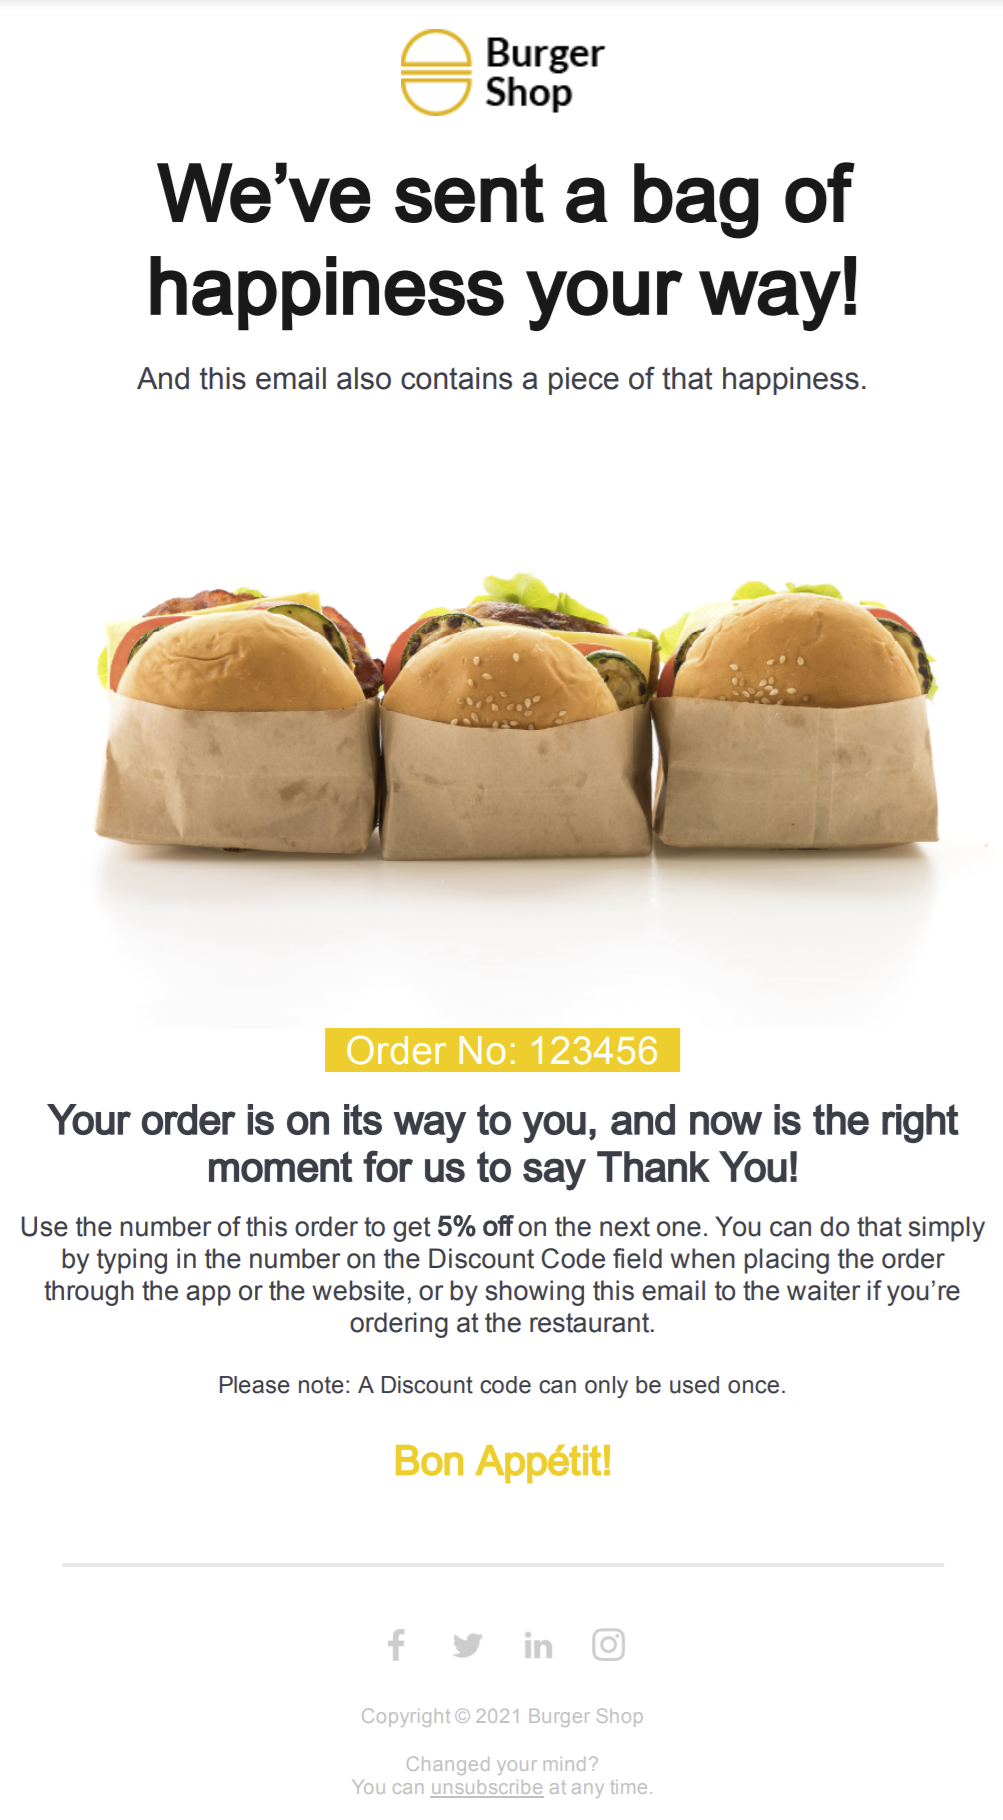 Burger
Shop
We’ve sent a bag of
happiness your way!
And this email also contains a piece of that happiness.
Order No: 123456
Your order is on its way to you, and now is the right
moment for us to say Thank You!
Use the number of this order to get 5% off on the next one. You can do that simply
by typing in the number on the Discount Code field when placing the order
through the app or the website, or by showing this email to the waiter if you’re
ordering at the restaurant.
Please note: A Discount code can only be used once.
Bon Appétit!
Copyright © 2021 Burger Shop
Changed your mind?
You can unsubscribe at any time.